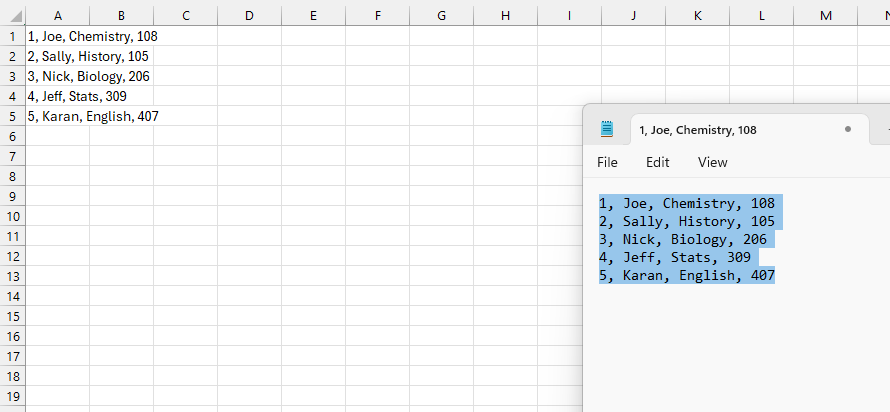 A B C D E F G H I J K L M
1 1, Joe, Chemistry, 108
2 2, Sally, History, 105
3 3, Nick, Biology, 206
4 4, Jeff, Stats, 309
5 5, Karan, English, 407
6
7
8
9
10
11
12
13
14
15
16
17
18
19
1, Joe, Chemistry, 108
File Edit View
1, Joe, Chemistry, 108
2, Sally, History, 105
3, Nick, Biology, 206
4, Jeff, Stats, 309
5, Karan, English, 407